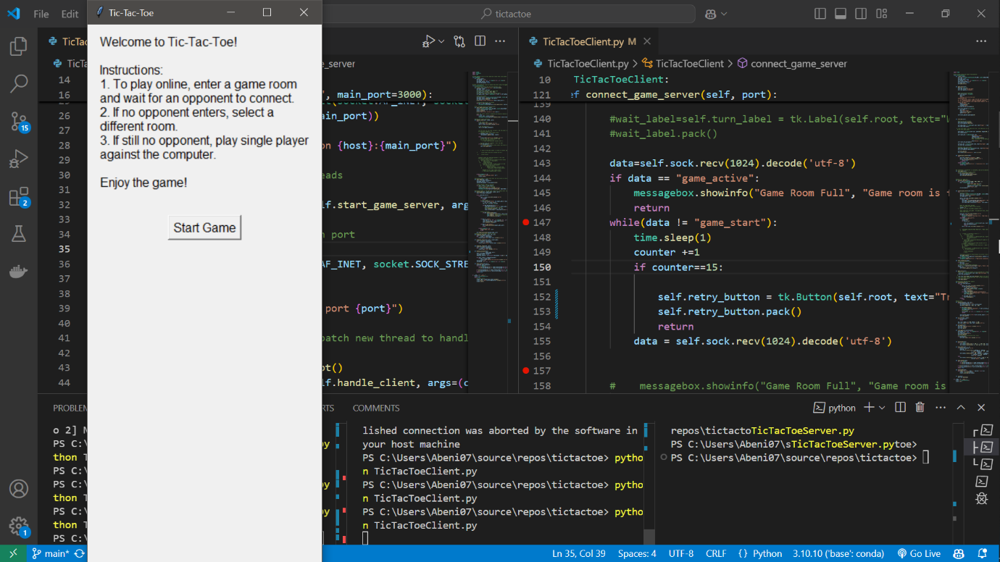 File Edit
tictactoe
Tic-Tac-Toe
Welcome to Tic-Tac-Toe!
Instructions:
1. To play online, enter a game room
and wait for an opponent to connect.
2. If no opponent enters, select a
different room.
3. If still no opponent, play single player
against the computer.
Enjoy the game!
Start Game
15
2
1
TicTac
TicTa
e_server
14
16
", main_port=3000):
26
ain_port))
27
28
on {host}:{main_port}")
29
30
eads
31
32
lf.start_game_server, arg
33
34
n port
35
36
AF_INET, socket.SOCK_STRE
37
38
39
port {port}")
40
41
patch new thread to handl
42
43
pt()
44
lf.handle_client, args=(c
TicTacToeClient.py M
TicTacToeClient.py > TicTacToeClient > connect_game_server
10 TicTacToeClient:
121 ef connect_game_server(self, port):
139
140 #wait_label=self.turn_label = tk.Label(self.root, text="W
141 #wait_label.pack()
142
143 data=self.sock.recv(1024).decode('utf-8')
144 if data == "game_active":
145 messagebox.showinfo("Game Room Full", "Game room is f
146 return
147 while(data != "game_start"):
148 time.sleep(1)
149 counter +=1
150 if counter==15:
151
152 self.retry_button = tk.Button(self.root, text="Tr
153 self.retry_button.pack()
154 return
155 data = self.sock.recv(1024).decode('utf-8')
156
157
158 # messagebox.showinfo("Game Room Full", "Game room is
PROBLEM
RTS
COMMENTS
python
o 2] N
PS C:\
py
thon T
PS C:\
PS C:\
py
thon T
PS C:\
py
thon T
PS C:\
lished connection was aborted by the software in
your host machine
PS C:\Users\Abeni07\source\repos\tictactoe> pytho
n TicTacToeClient.py
PS C:\Users\Abeni07\source\repos\tictactoe> pytho
n TicTacToeClient.py
PS C:\Users\Abeni07\source\repos\tictactoe> pytho
n TicTacToeClient.py
repos\tictactoTicTacToeServer.py
PS C:\Users\Abeni07\sTicTacToeServer.pytoe>
PS C:\Users\Abeni07\source\repos\tictactoe>
main*
Ln 35, Col 39 Spaces: 4 UTF-8 CRLF {} Python 3.10.10 ('base': conda) Go Live